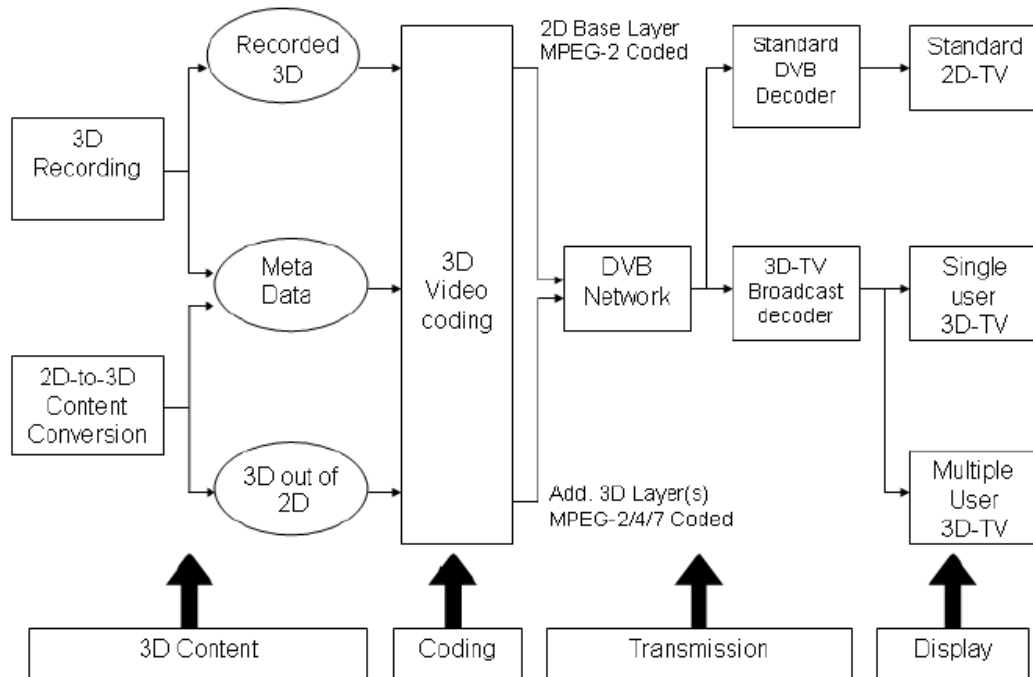 Recorded
3D
2D Base Layer
MPEG-2 Coded
Standard
DVB
Decoder
Standard
2D-TV
3D
Recording
Meta
Data
3D
Video
coding
DVB
Network
3D-TV
Broadcast
decoder
Single
user
3D-TV
2D-to-3D
Content
Conversion
3D out of
2D
Add. 3D Layer(s)
MPEG-2/4/7 Coded
Multiple
User
3D-TV
3D Content
Coding
Transmission
Display